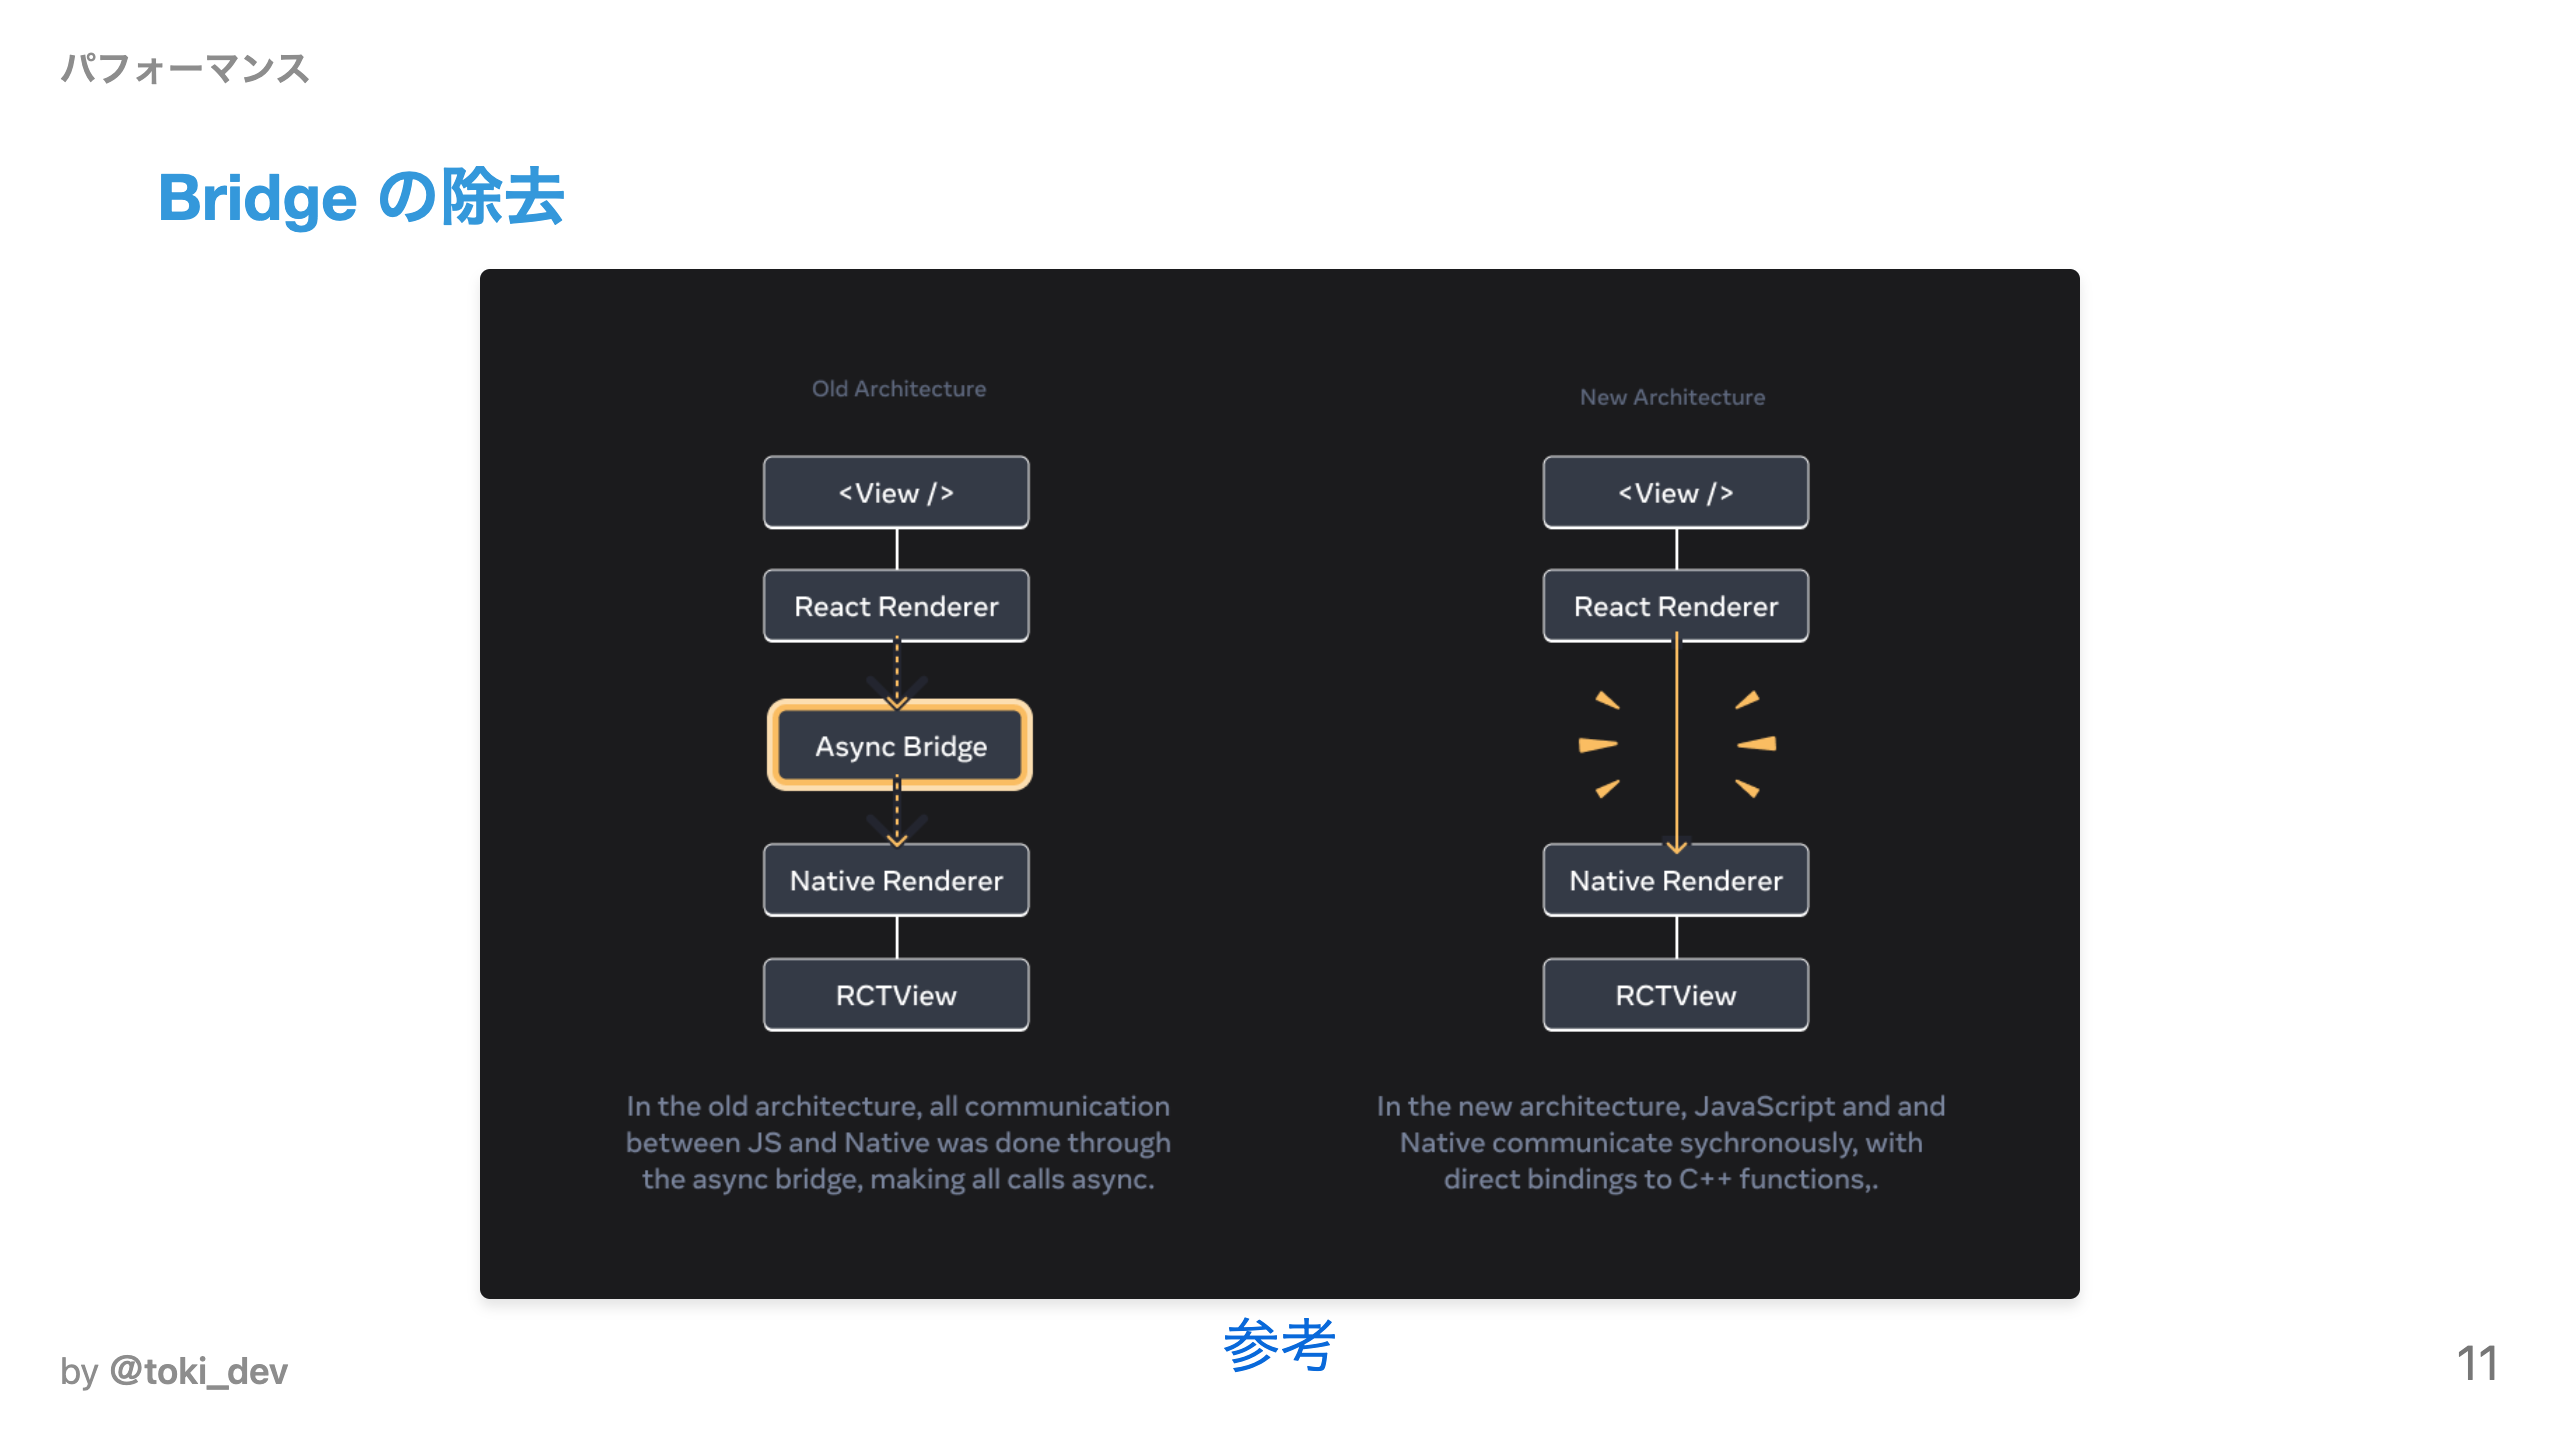 パフォーマンス
Bridge の除去
Old Architecture
<View />
React Renderer
Async Bridge
Native Renderer
RCTView
In the old architecture, all communication
between JS and Native was done through
the async bridge, making all calls async.
New Architecture
<View />
React Renderer
Native Renderer
RCTView
In the new architecture, JavaScript and and
Native communicate sychronously, with
direct bindings to C++ functions,.
参考
by @toki_dev
11